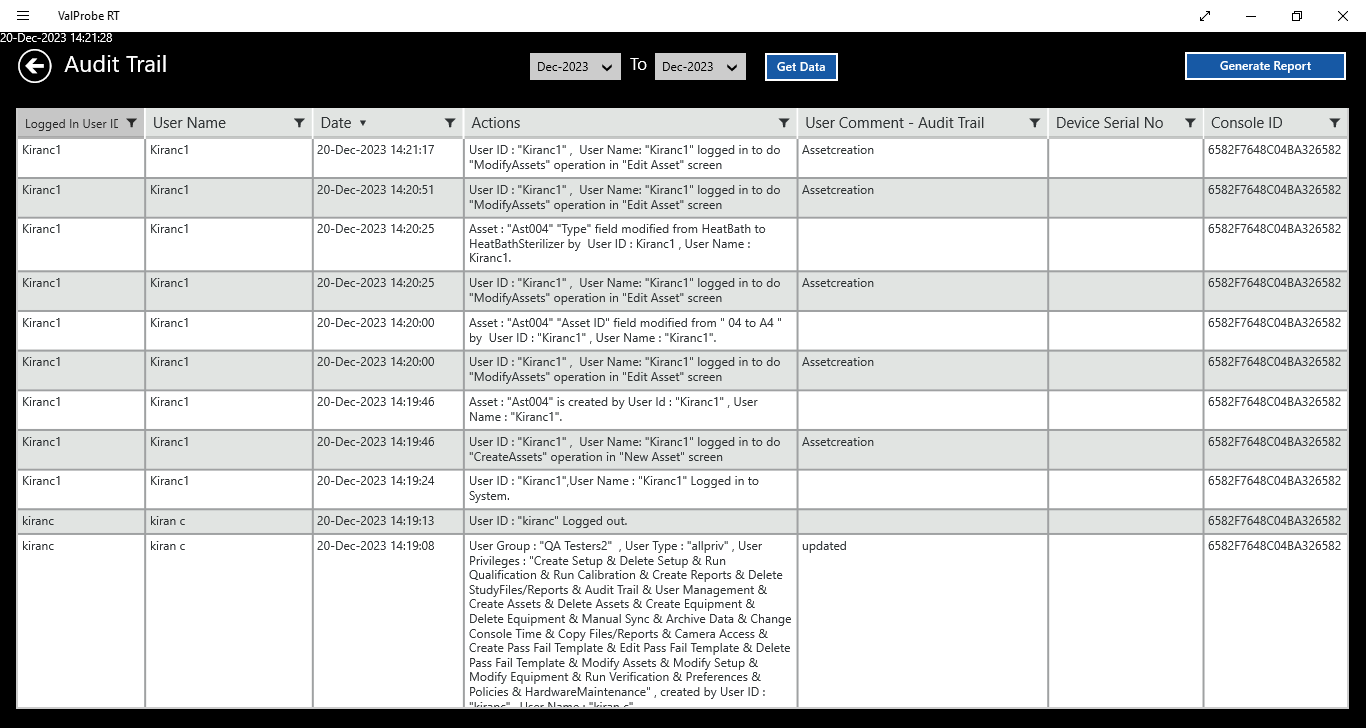 ValProbe RT
20-Dec-2023 14:21:28
Audit Trail
Dec-2023 To Dec-2023 Get Data Generate Report
Logged In User ID User Name Date Actions User Comment - Audit Trail Device Serial No Console ID
Kiranc1 Kiranc1 20-Dec-2023 14:21:17 User ID : "Kiranc1" , User Name: "Kiranc1" logged in to do Assetcreation 6582F7648C04BA326582
"ModifyAssets" operation in "Edit Asset" screen
Kiranc1 Kiranc1 20-Dec-2023 14:20:51 User ID : "Kiranc1" , User Name: "Kiranc1" logged in to do Assetcreation 6582F7648C04BA326582
"ModifyAssets" operation in "Edit Asset" screen
Kiranc1 Kiranc1 20-Dec-2023 14:20:25 Asset : "Ast004" "Type" field modified from HeatBath to 6582F7648C04BA326582
HeatBathSterilizer by User ID : Kiranc1 , User Name :
Kiranc1.
Kiranc1 Kiranc1 20-Dec-2023 14:20:25 User ID : "Kiranc1" , User Name: "Kiranc1" logged in to do Assetcreation 6582F7648C04BA326582
"ModifyAssets" operation in "Edit Asset" screen
Kiranc1 Kiranc1 20-Dec-2023 14:20:00 Asset : "Ast004" "Asset ID" field modified from " 04 to A4 " 6582F7648C04BA326582
by User ID : "Kiranc1" , User Name : "Kiranc1".
Kiranc1 Kiranc1 20-Dec-2023 14:20:00 User ID : "Kiranc1" , User Name: "Kiranc1" logged in to do Assetcreation 6582F7648C04BA326582
"ModifyAssets" operation in "Edit Asset" screen
Kiranc1 Kiranc1 20-Dec-2023 14:19:46 Asset : "Ast004" is created by User Id : "Kiranc1" , User 6582F7648C04BA326582
Name : "Kiranc1".
Kiranc1 Kiranc1 20-Dec-2023 14:19:46 User ID : "Kiranc1" , User Name: "Kiranc1" logged in to do Assetcreation 6582F7648C04BA326582
"CreateAssets" operation in "New Asset" screen
Kiranc1 Kiranc1 20-Dec-2023 14:19:24 User ID : "Kiranc1",User Name : "Kiranc1" Logged in to 6582F7648C04BA326582
System.
kiranc kiran c 20-Dec-2023 14:19:13 User ID : "kiranc" Logged out. 6582F7648C04BA326582
kiranc kiran c 20-Dec-2023 14:19:08 User Group : "QA Testers2" , User Type : "allpriv" , User updated 6582F7648C04BA326582
Privileges : "Create Setup & Delete Setup & Run
Qualification & Run Calibration & Create Reports & Delete
StudyFiles/Reports & Audit Trail & User Management &
Create Assets & Delete Assets & Create Equipment &
Delete Equipment & Manual Sync & Archive Data & Change
Console Time & Copy Files/Reports & Camera Access &
Create Pass Fail Template & Edit Pass Fail Template & Delete
Pass Fail Template & Modify Assets & Modify Setup &
Modify Equipment & Run Verification & Preferences &
Policies & HardwareMaintenance" , created by User ID :
"kiranc" , User Name : "kiran c"